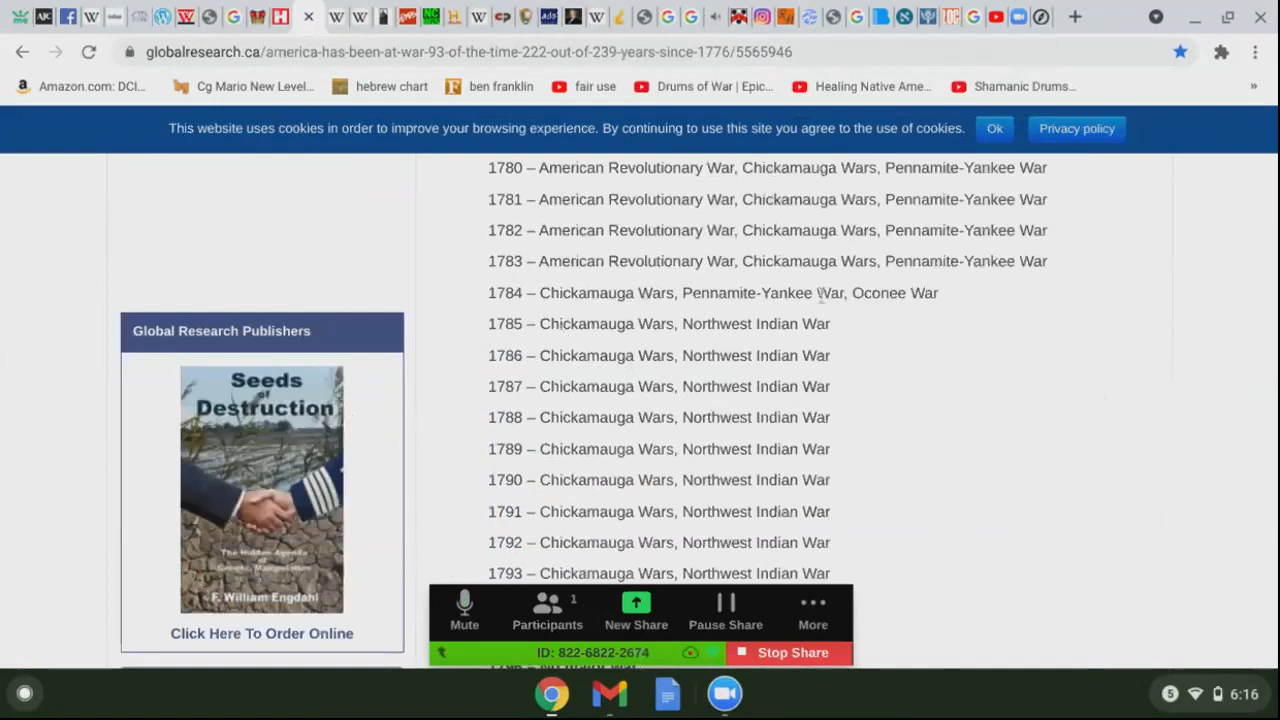 globalresearch.ca/america-has-been-at-war-93-of-the-time-222-out-of-239-years-since-1776/5565946
Amazon.com: DCI... Cg Mario New Level... hebrew chart ben franklin fair use Drums of War | Epic... Healing Native Ame... Shamanic Drums... »
This website uses cookies in order to improve your browsing experience. By continuing to use this site you agree to the use of cookies. Ok Privacy policy
1780 – American Revolutionary War, Chickamauga Wars, Pennamite-Yankee War
1781 – American Revolutionary War, Chickamauga Wars, Pennamite-Yankee War
1782 – American Revolutionary War, Chickamauga Wars, Pennamite-Yankee War
1783 – American Revolutionary War, Chickamauga Wars, Pennamite-Yankee War
1784 – Chickamauga Wars, Pennamite-Yankee War, Oconee War
1785 – Chickamauga Wars, Northwest Indian War
1786 – Chickamauga Wars, Northwest Indian War
1787 – Chickamauga Wars, Northwest Indian War
1788 – Chickamauga Wars, Northwest Indian War
1789 – Chickamauga Wars, Northwest Indian War
1790 – Chickamauga Wars, Northwest Indian War
1791 – Chickamauga Wars, Northwest Indian War
1792 – Chickamauga Wars, Northwest Indian War
1793 – Chickamauga Wars, Northwest Indian War
Global Research Publishers
Seeds
of
Destruction
The Hidden Agenda
of
Genetic Manipulation
F. William Engdahl
Click Here To Order Online
1
Mute Participants New Share Pause Share More
ID: 822-6822-2674 Stop Share
5 6:16